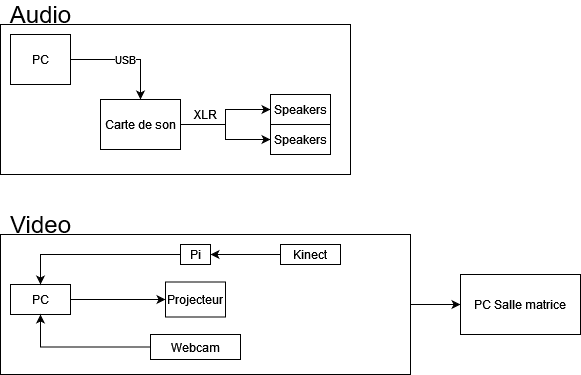 Audio
PC
USB
Carte de son
XLR
Speakers
Speakers
Video
Pi
Kinect
PC
Projecteur
PC Salle matrice
Webcam